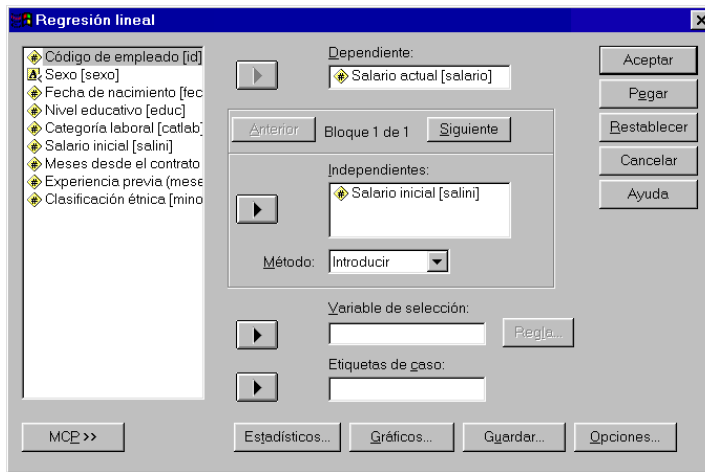 Regresión lineal
Código de empleado [id]
Sexo [sexo]
Fecha de nacimiento [fec
Nivel educativo [educ]
Categoría laboral [catlab]
Salario inicial [salini]
Meses desde el contrato
Experiencia previa (mese
Clasificación étnica [mino
MCP >>
Dependiente:
Salario actual [salario]
Anterior
Bloque 1 de 1
Siguiente
Independientes:
Salario inicial [salini]
Método:
Introducir
Variable de selección:
Regla...
Etiquetas de caso:
Estadísticos...
Gráficos...
Guardar...
Opciones...
Aceptar
Pegar
Restablecer
Cancelar
Ayuda